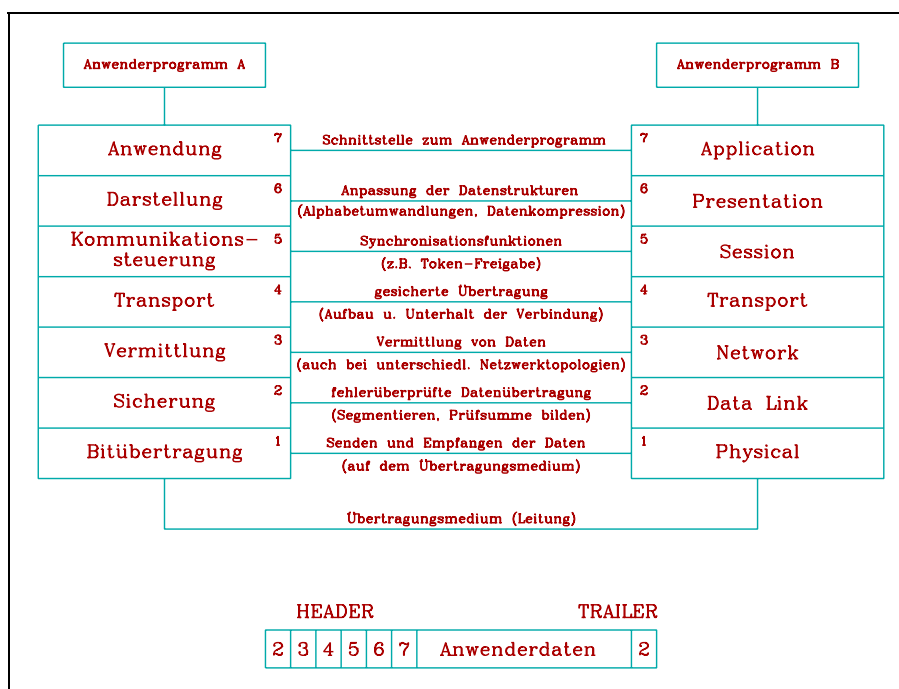 Anwenderprogramm A
Anwenderprogramm B
Anwendung 7
Schnittstelle zum Anwenderprogramm
7 Application
Darstellung 6
Anpassung der Datenstrukturen
(Alphabetumwandlungen, Datenkompression)
6 Presentation
Kommunikations-
steuerung 5
Synchronisationsfunktionen
(z.B. Token-Freigabe)
5 Session
Transport 4
gesicherte Übertragung
(Aufbau u. Unterhalt der Verbindung)
4 Transport
Vermittlung 3
Vermittlung von Daten
(auch bei unterschiedl. Netzwerktopologien)
3 Network
Sicherung 2
fehlerüberprüfte Datenübertragung
(Segmentieren, Prüfsumme bilden)
2 Data Link
Bitübertragung 1
Senden und Empfangen der Daten
(auf dem Übertragungsmedium)
1 Physical
Übertragungsmedium (Leitung)
HEADER TRAILER
2 3 4 5 6 7 Anwenderdaten 2